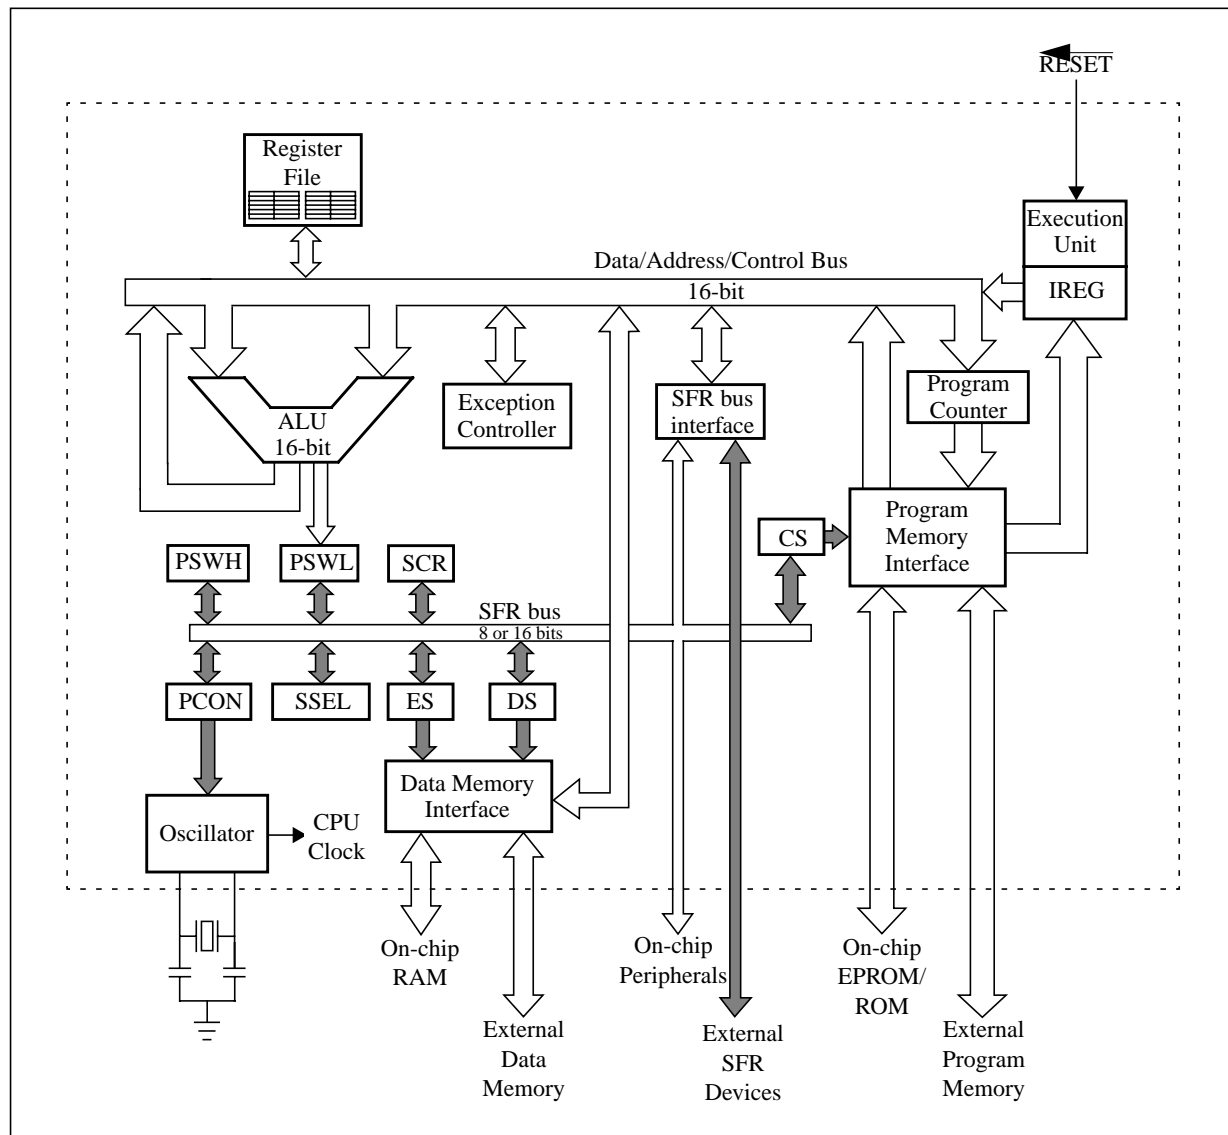 RESET
Register
File
Execution
Unit
IREG
Data/Address/Control Bus
16-bit
ALU
16-bit
Exception
Controller
SFR bus
interface
Program
Counter
Program
Memory
Interface
CS
PSWH
PSWL
SCR
SFR bus
8 or 16 bits
PCON
SSEL
ES
DS
Data Memory
Interface
Oscillator
CPU
Clock
On-chip
RAM
External
Data
Memory
On-chip
Peripherals
External
SFR
Devices
On-chip
EPROM/
ROM
External
Program
Memory